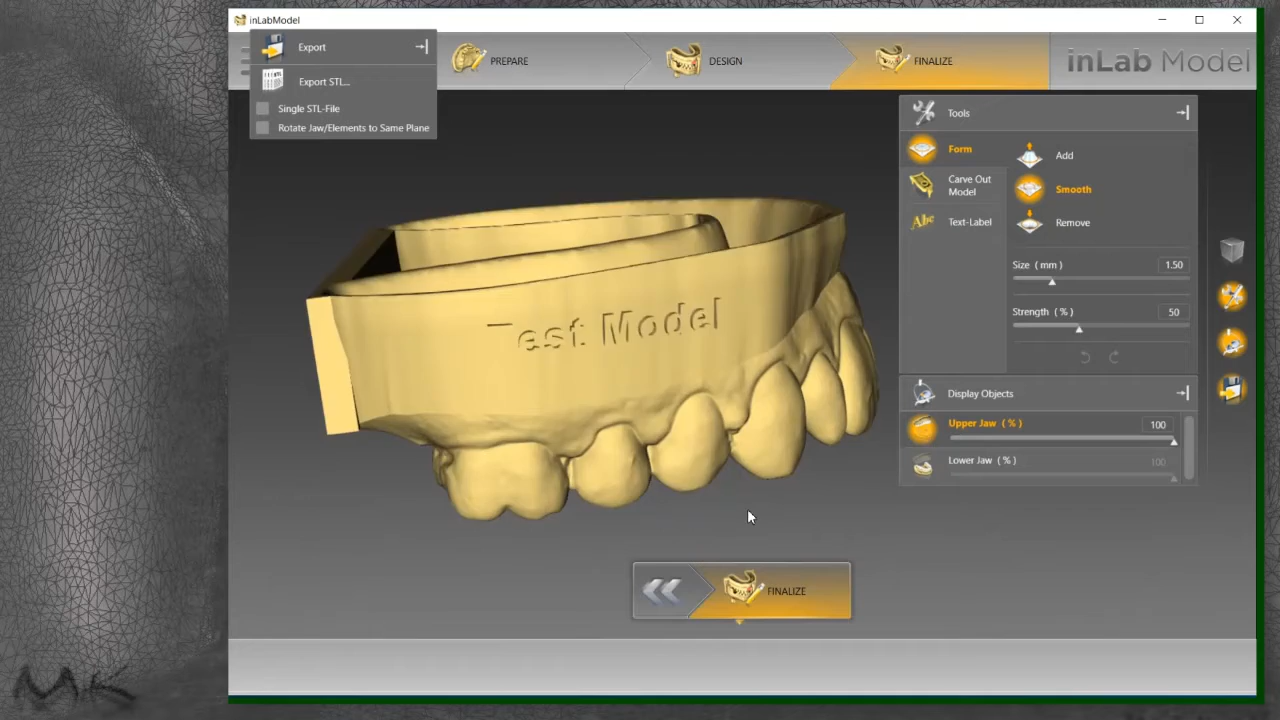 inLabModel
Export
Export STL...
Single STL-File
Rotate Jaw/Elements to Same Plane
PREPARE
DESIGN
FINALIZE
inLab Model
Tools
Form
Carve Out
Model
Abc
Text-Label
Add
Smooth
Remove
Size (mm)
1.50
Strength (%)
50
Display Objects
Upper Jaw (%)
100
Lower Jaw (%)
100
Test Model
FINALIZE
MK